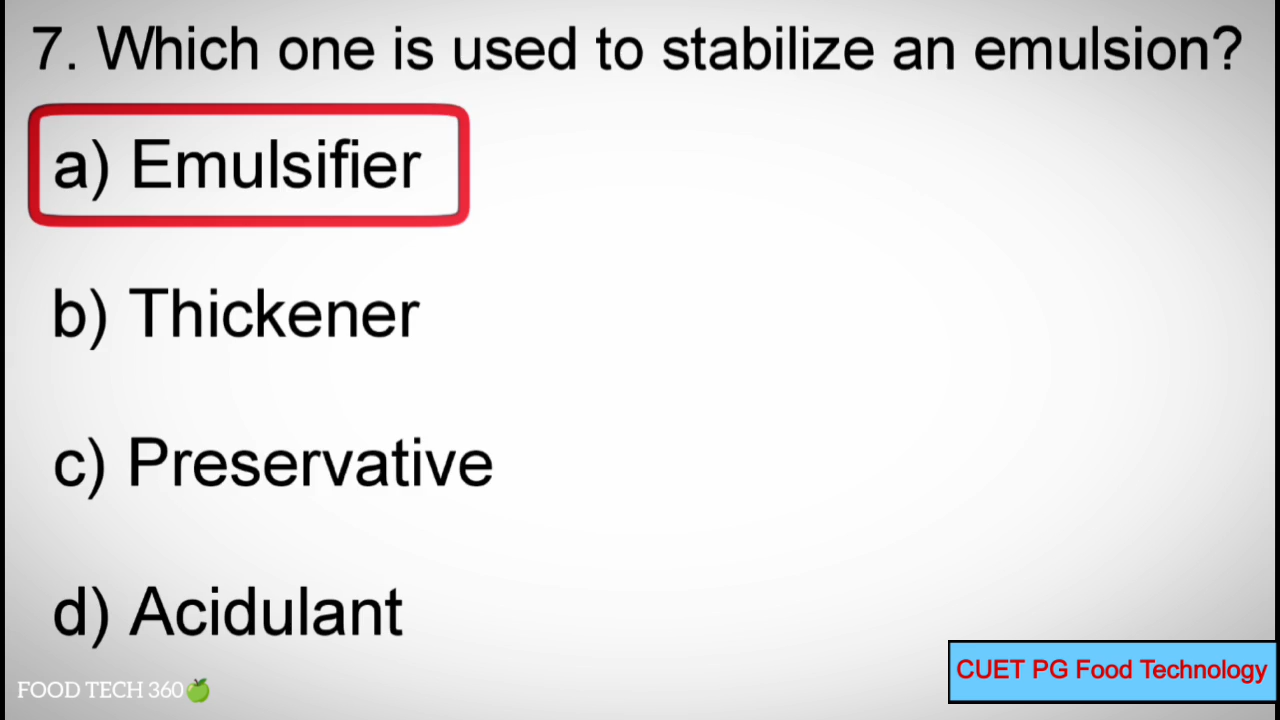 7. Which one is used to stabilize an emulsion?
a) Emulsifier
b) Thickener
c) Preservative
d) Acidulant
CUET PG Food Technology
FOOD TECH 360🍏